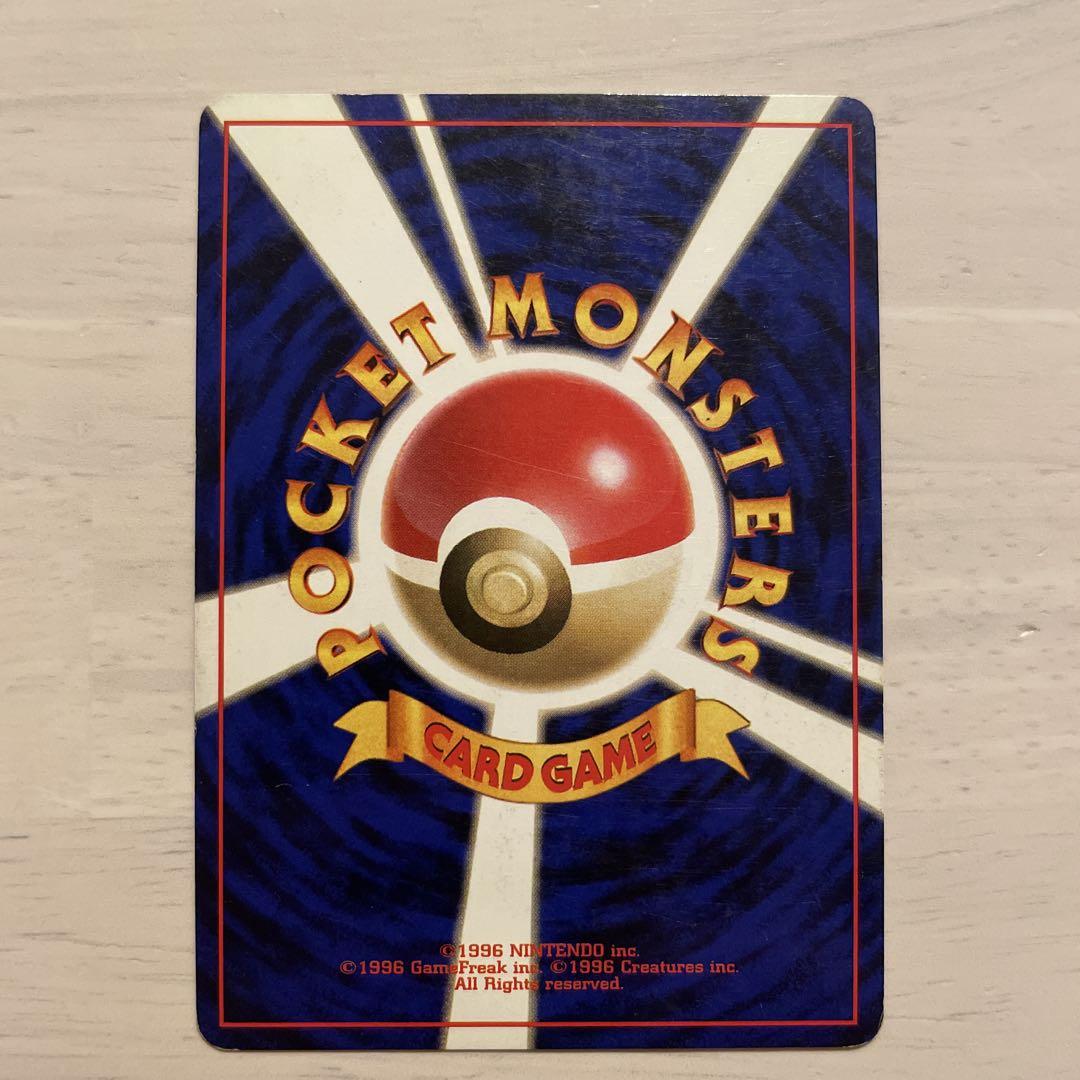 POCKET MONSTERS
CARD GAME
©1996 NINTENDO inc.
©1996 GameFreak inc. ©1996 Creatures inc.
All Rights reserved.